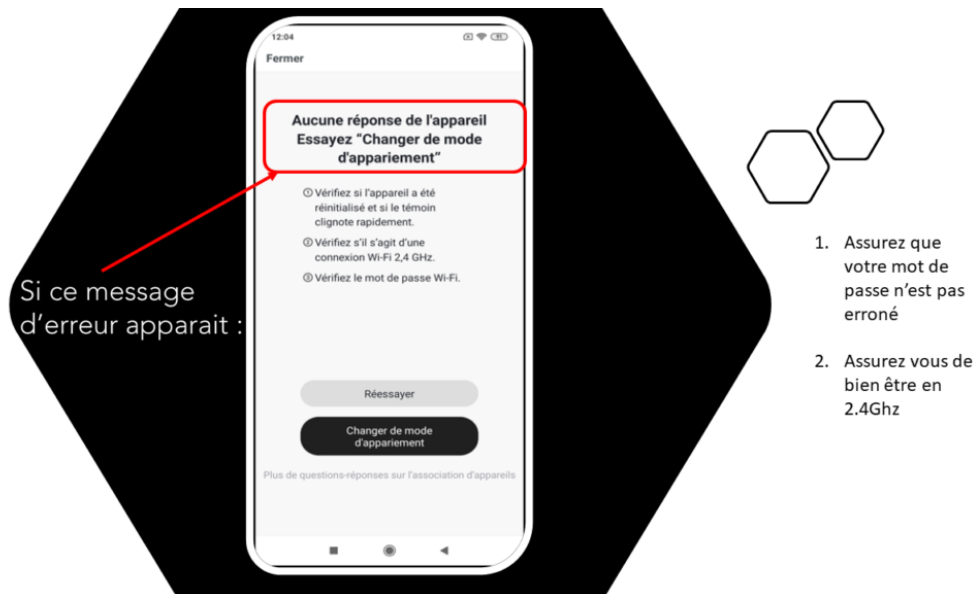 12:04
91
Fermer
Aucune réponse de l'appareil
Essayez “Changer de mode
d'appariement”
① Vérifiez si l'appareil a été
réinitialisé et si le témoin
clignote rapidement.
② Vérifiez s'il s'agit d'une
connexion Wi-Fi 2,4 GHz.
③ Vérifiez le mot de passe Wi-Fi.
Si ce message
d'erreur apparait :
Réessayer
Changer de mode
d'appariement
Plus de questions-réponses sur l'association d'appareils
1. Assurez que
votre mot de
passe n'est pas
erroné
2. Assurez vous de
bien être en
2.4Ghz